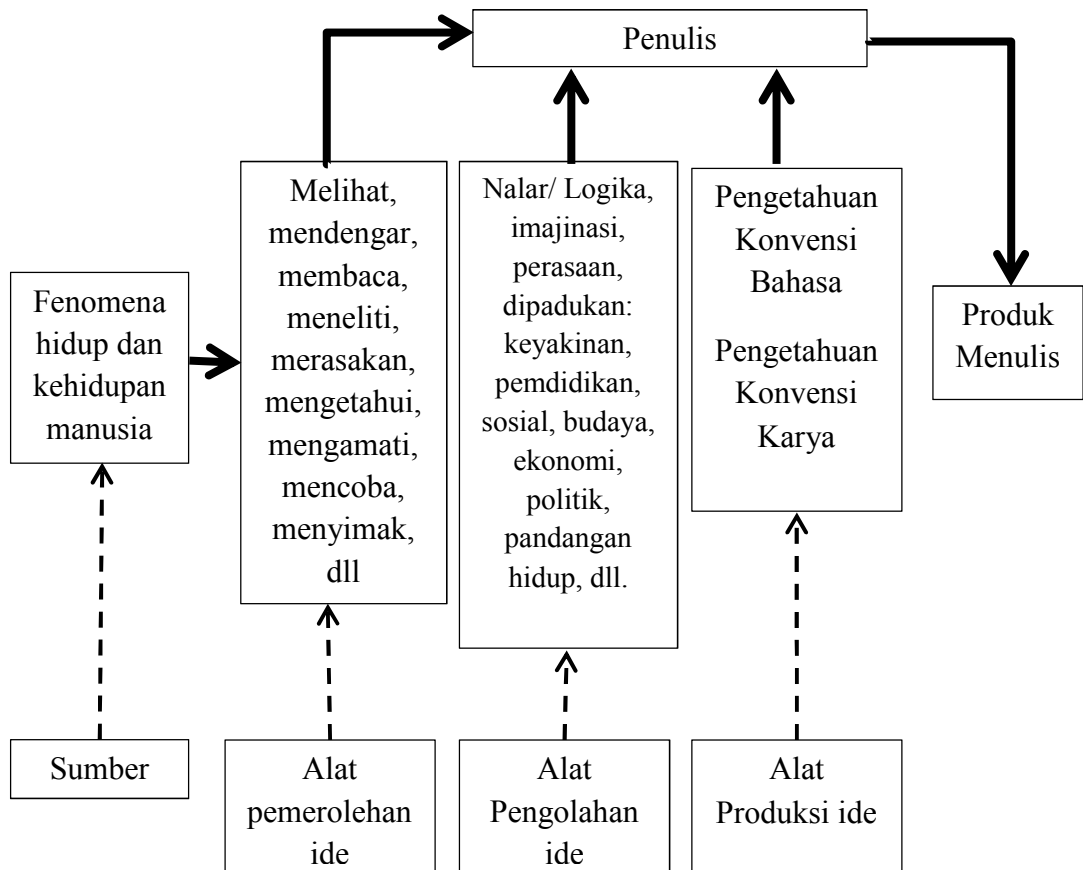 Penulis
Fenomena
hidup dan
kehidupan
manusia
Melihat,
mendengar,
membaca,
meneliti,
merasakan,
mengetahui,
mengamati,
mencoba,
menyimak,
dll
Nalar/ Logika,
imajinasi,
perasaan,
dipadukan:
keyakinan,
pemdidikan,
sosial, budaya,
ekonomi,
politik,
pandangan
hidup, dll.
Pengetahuan
Konvensi
Bahasa
Pengetahuan
Konvensi
Karya
Produk
Menulis
Sumber
Alat
pemerolehan
ide
Alat
Pengolahan
ide
Alat
Produksi ide